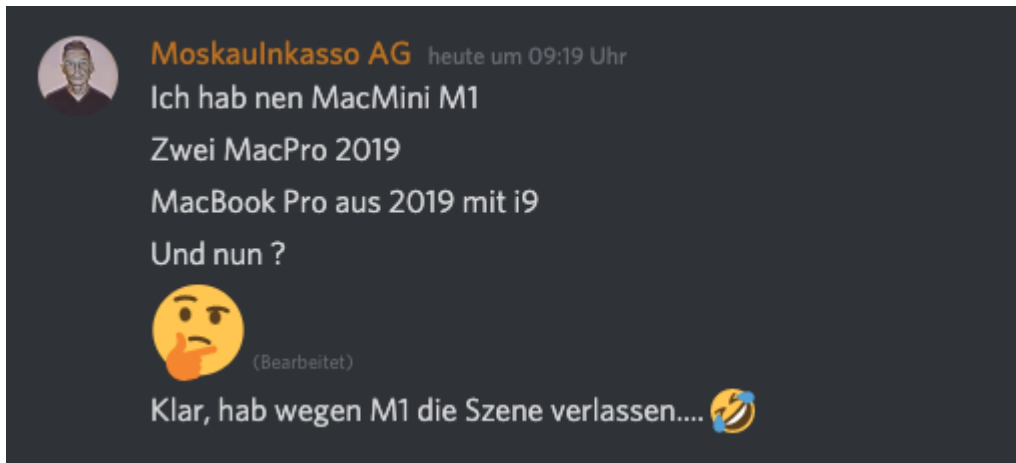 MoskauInkasso AG heute um 09:19 Uhr
Ich hab nen MacMini M1
Zwei MacPro 2019
MacBook Pro aus 2019 mit i9
Und nun ?
(Bearbeitet)
Klar, hab wegen M1 die Szene verlassen....